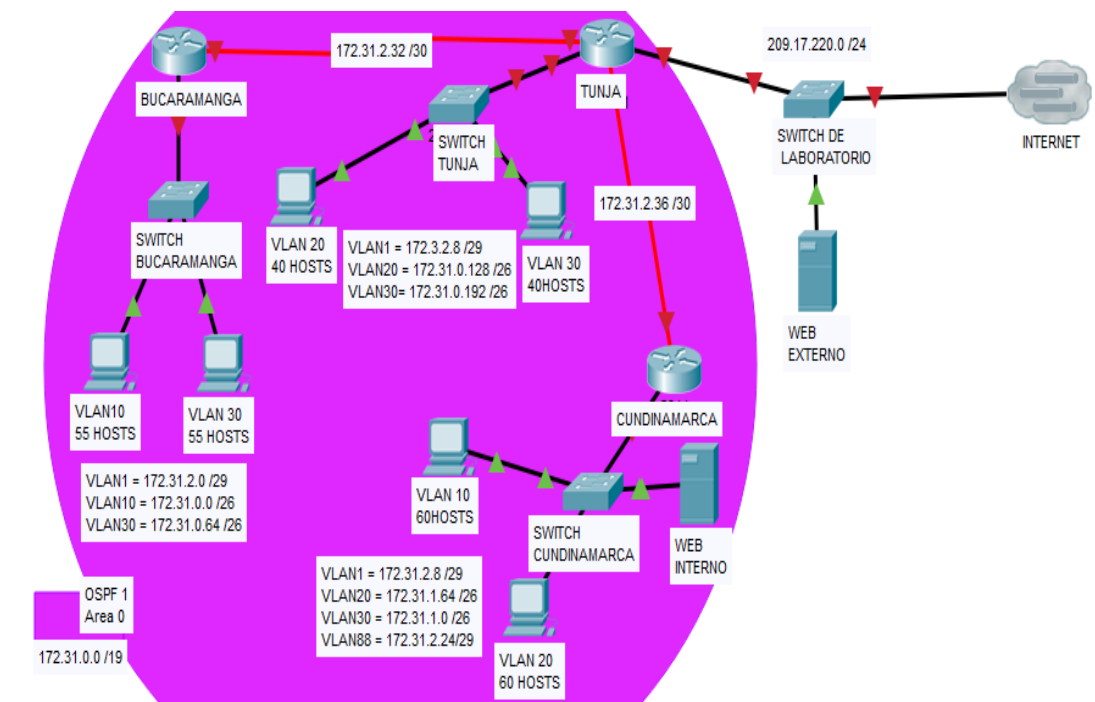 209.17.220.0 /24
172.31.2.32 /30
BUCARAMANGA
TUNJA
SWITCH DE
LABORATORIO
INTERNET
SWITCH
TUNJA
172.31.2.36 /30
SWITCH
BUCARAMANGA
VLAN 20
40 HOSTS
VLAN1 = 172.3.2.8 /29
VLAN20 = 172.31.0.128 /26
VLAN30= 172.31.0.192 /26
VLAN 30
40HOSTS
WEB
EXTERNO
VLAN10
55 HOSTS
VLAN 30
55 HOSTS
CUNDINAMARCA
VLAN1 = 172.31.2.0 /29
VLAN10 = 172.31.0.0 /26
VLAN30 = 172.31.0.64 /26
VLAN 10
60HOSTS
SWITCH
CUNDINAMARCA
WEB
INTERNO
VLAN1 = 172.31.2.8 /29
VLAN20 = 172.31.1.64 /26
VLAN30 = 172.31.1.0 /26
VLAN88 = 172.31.2.24/29
OSPF 1
Area 0
172.31.0.0 /19
VLAN 20
60 HOSTS